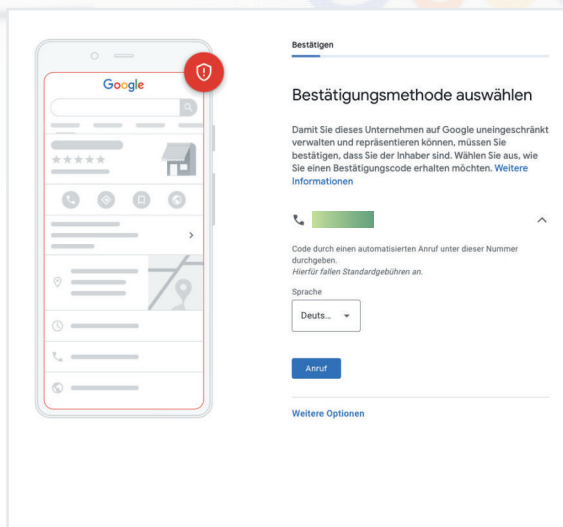 Google
Bestätigen
Bestätigungsmethode auswählen
Damit Sie dieses Unternehmen auf Google uneingeschränkt
verwalten und repräsentieren können, müssen Sie
bestätigen, dass Sie der Inhaber sind. Wählen Sie aus, wie
Sie einen Bestätigungscode erhalten möchten. Weitere
Informationen
Code durch einen automatisierten Anruf unter dieser Nummer
durchgeben.
Hierfür fallen Standardgebühren an.
Sprache
Deuts...
Anruf
Weitere Optionen